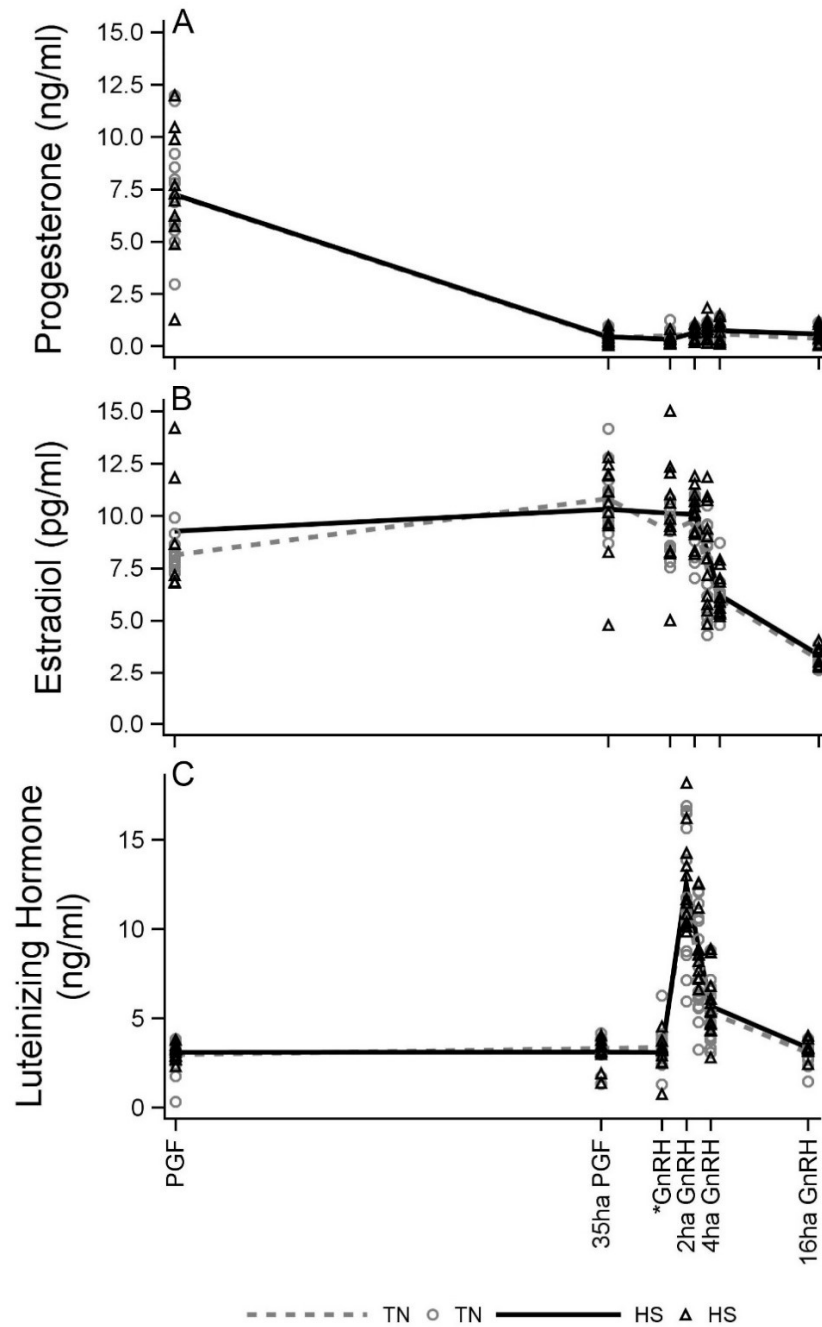 A
Progesterone (ng/ml)
15.0
12.5
10.0
7.5
5.0
2.5
0.0
B
Estradiol (pg/ml)
15.0
12.5
10.0
7.5
5.0
2.5
0.0
C
Luteinizing Hormone
(ng/ml)
15
10
5
0
PGF
35ha PGF
*GnRH
2ha GnRH
4ha GnRH
16ha GnRH
TN TN HS HS